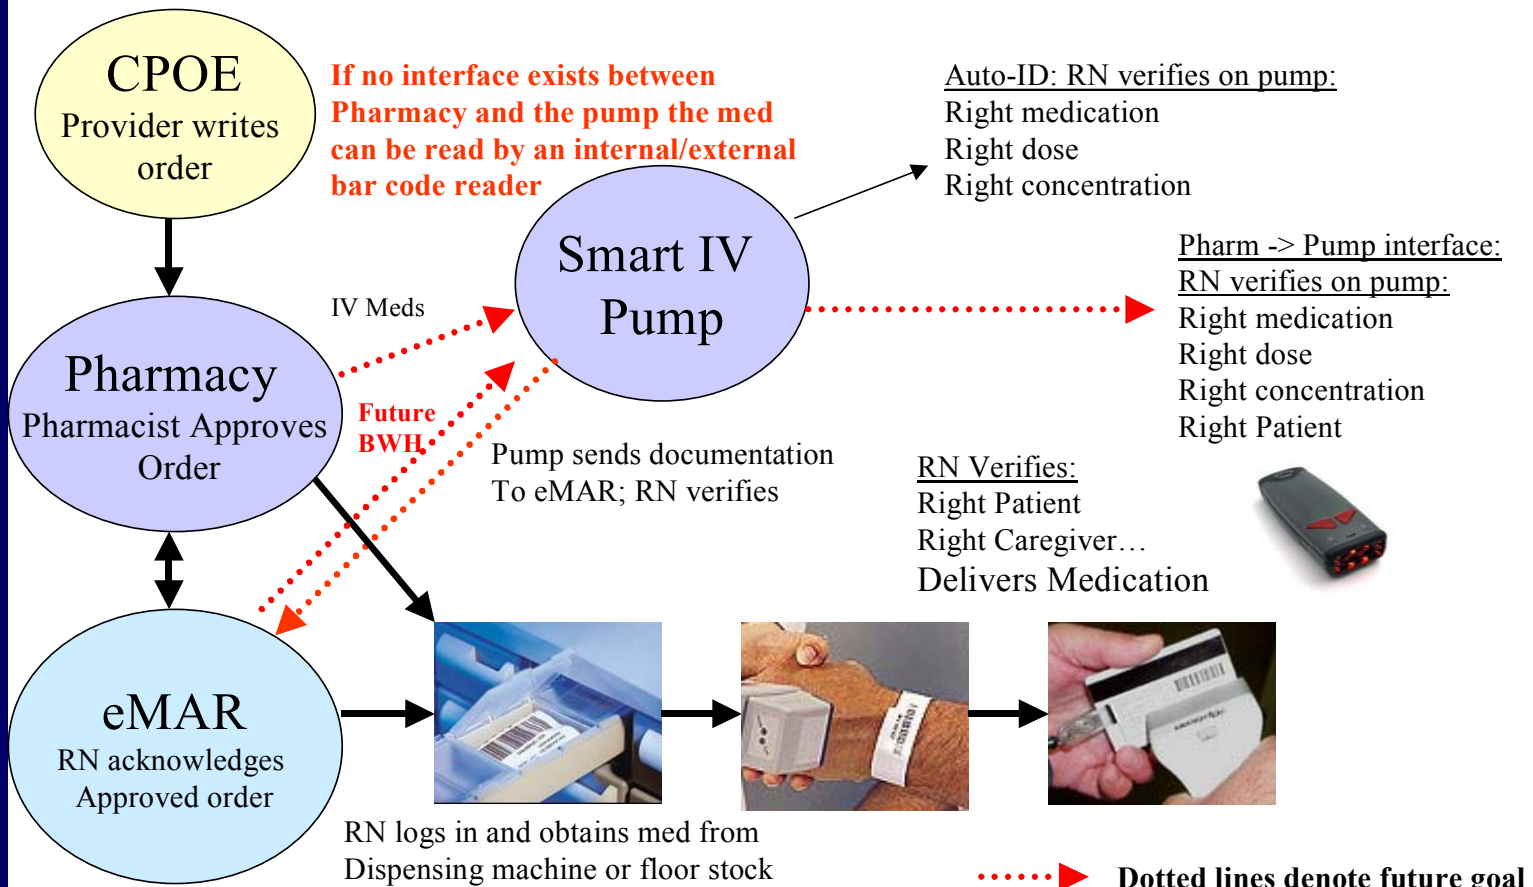 CPOE
Provider writes
order
If no interface exists between
Pharmacy and the pump the med
can be read by an internal/external
bar code reader
Auto-ID: RN verifies on pump:
Right medication
Right dose
Right concentration
Smart IV
Pump
Pharm -> Pump interface:
RN verifies on pump:
Right medication
Right dose
Right concentration
Right Patient
IV Meds
Pharmacy
Pharmacist Approves
Order
Future
BWH
Pump sends documentation
To eMAR; RN verifies
RN Verifies:
Right Patient
Right Caregiver…
Delivers Medication
eMAR
RN acknowledges
Approved order
RN logs in and obtains med from
Dispensing machine or floor stock
Dotted lines denote future goal